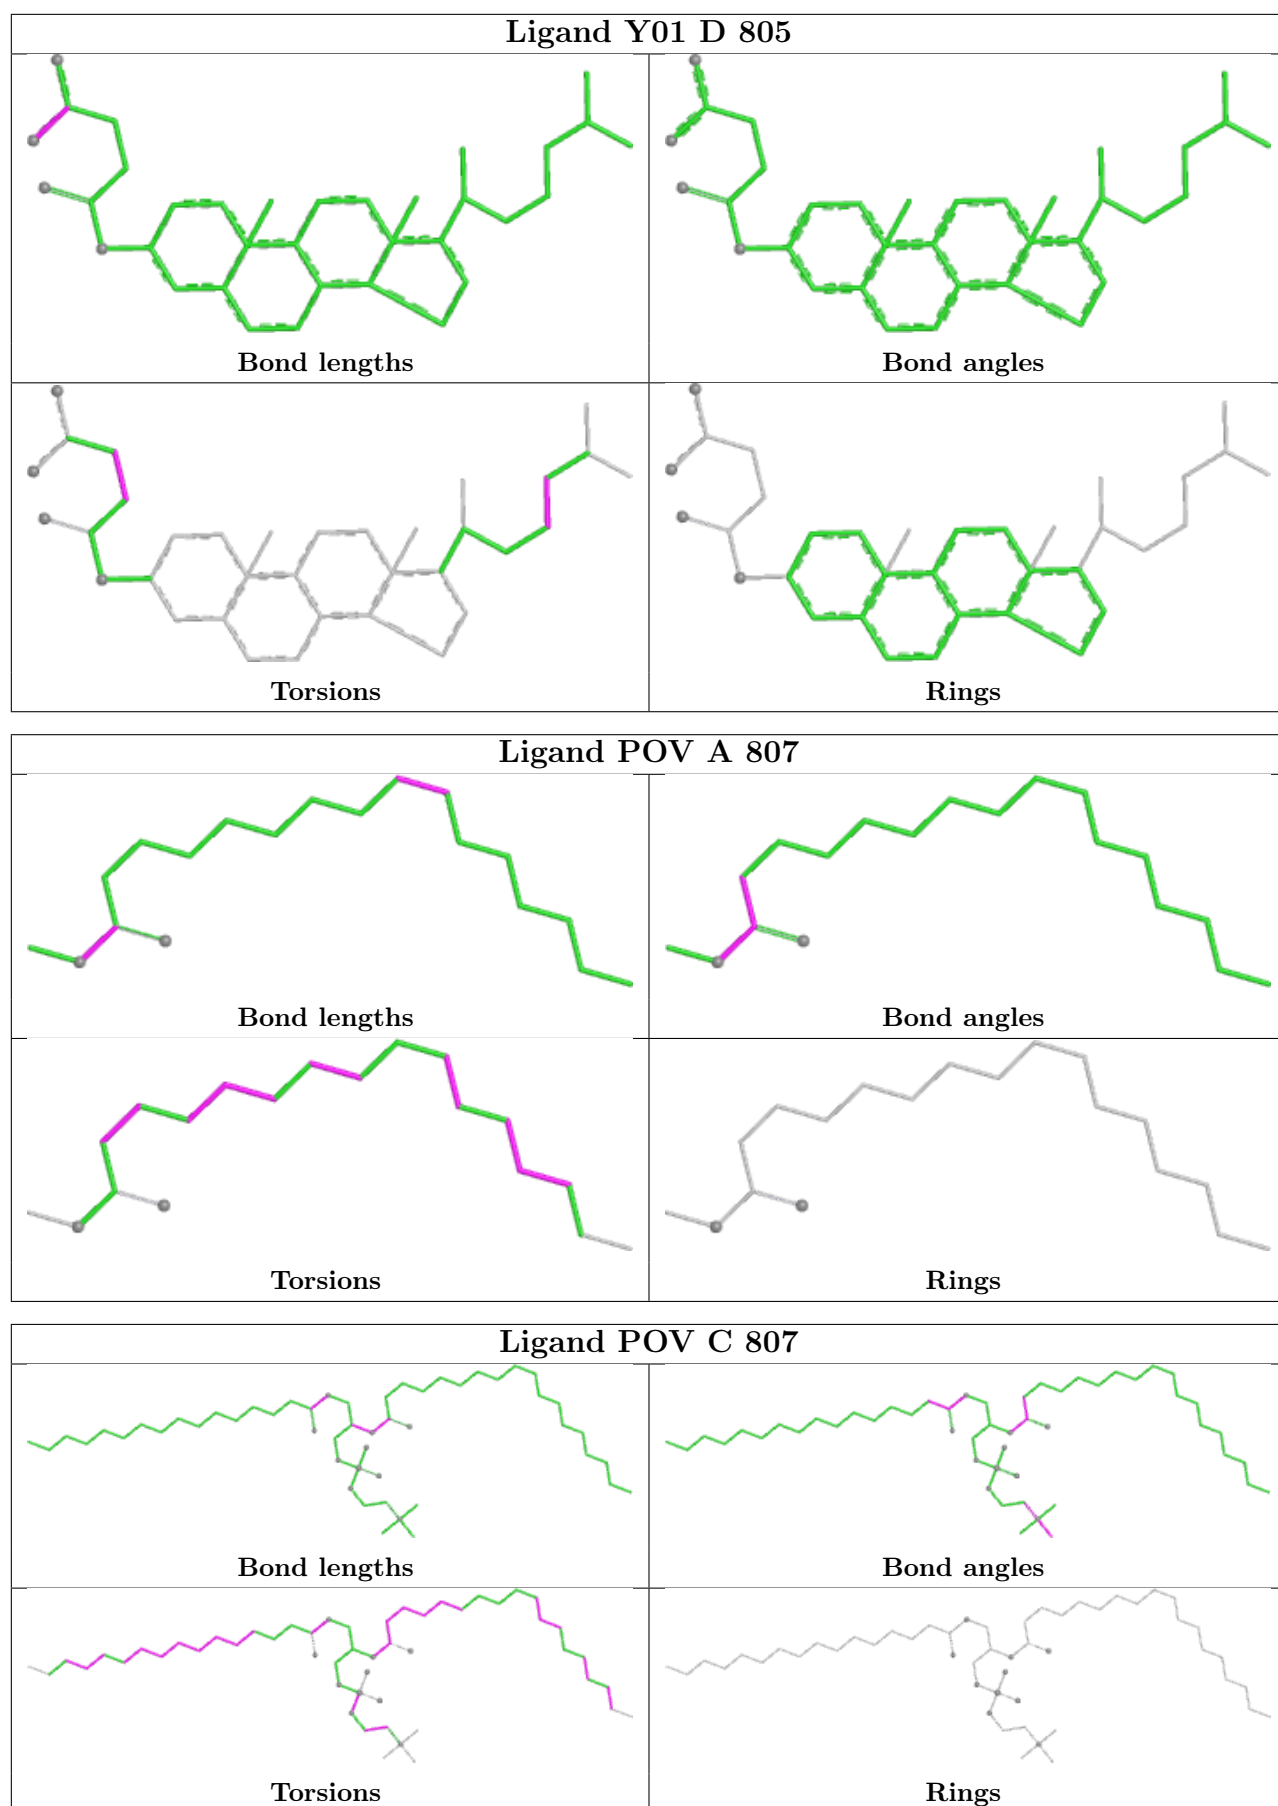 Ligand Y01 D 805
Bond lengths
Bond angles
Torsions
Rings
Ligand POV A 807
Bond lengths
Bond angles
Torsions
Rings
Ligand POV C 807
Bond lengths
Bond angles
Torsions
Rings